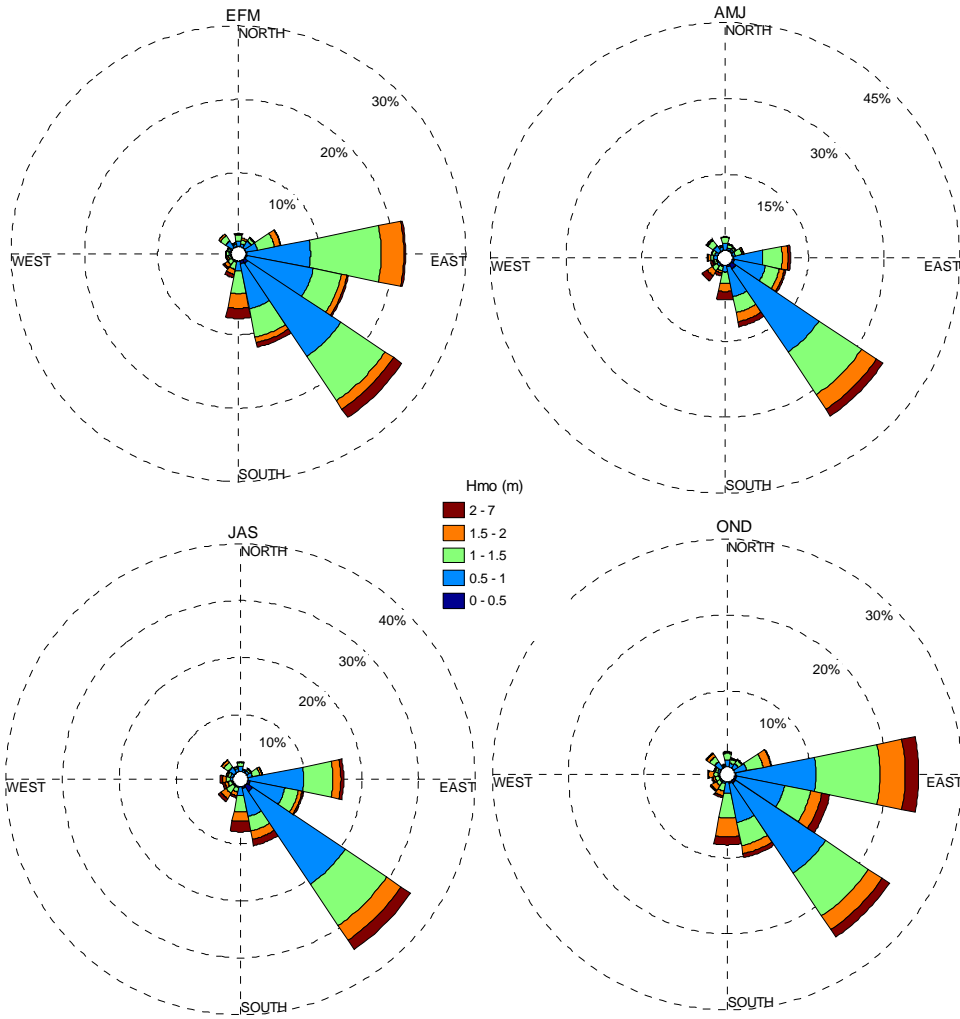 EFM
NORTH
30%
20%
10%
WEST
EAST
SOUTH
AMJ
NORTH
45%
30%
15%
WEST
EAST
SOUTH
Hmo (m)
2 - 7
1.5 - 2
1 - 1.5
0.5 - 1
0 - 0.5
JAS
NORTH
40%
30%
20%
10%
WEST
EAST
SOUTH
OND
NORTH
30%
20%
10%
WEST
EAST
SOUTH